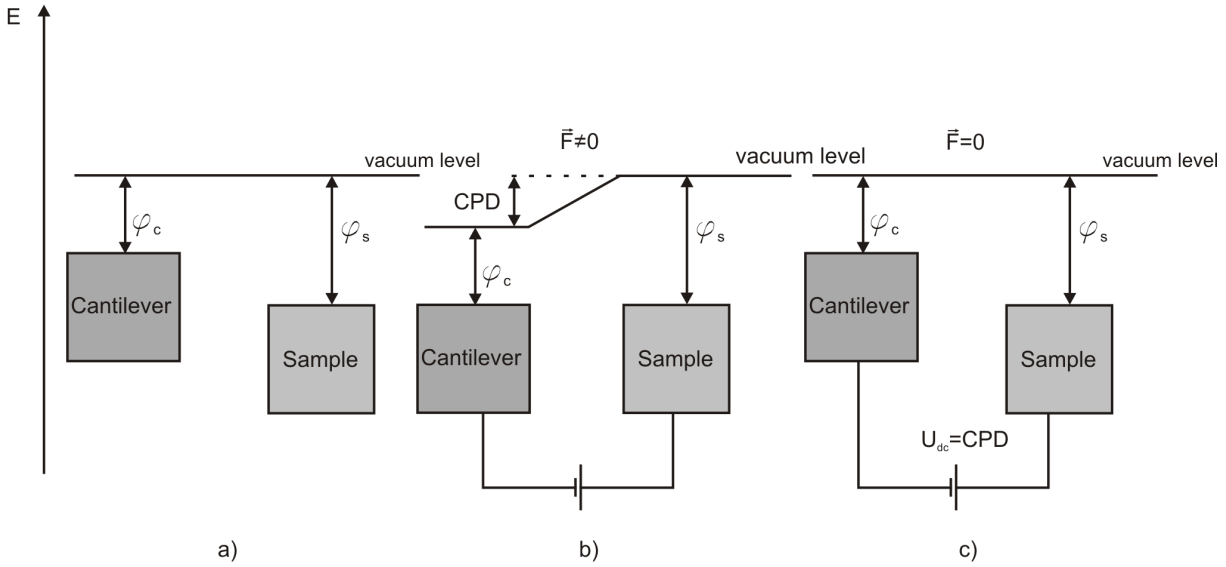 E
F⃗≠0
F⃗=0
vacuum level
vacuum level
vacuum level
CPD
φc
φs
φc
φs
φc
φs
Cantilever
Sample
Cantilever
Sample
Cantilever
Sample
Udc=CPD
a)
b)
c)